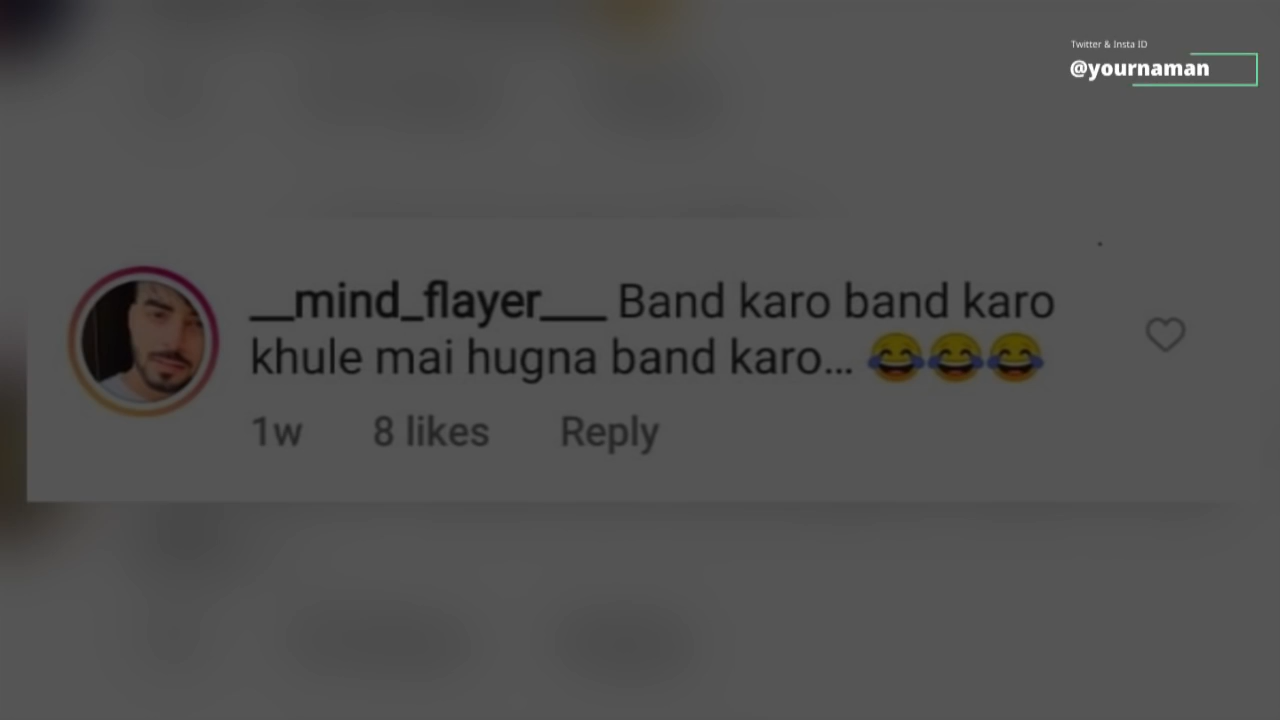 Twitter & Insta ID
@yournaman
__mind_flayer___ Band karo band karo
khule mai hugna band karo... 😂😂😂
1w 8 likes Reply